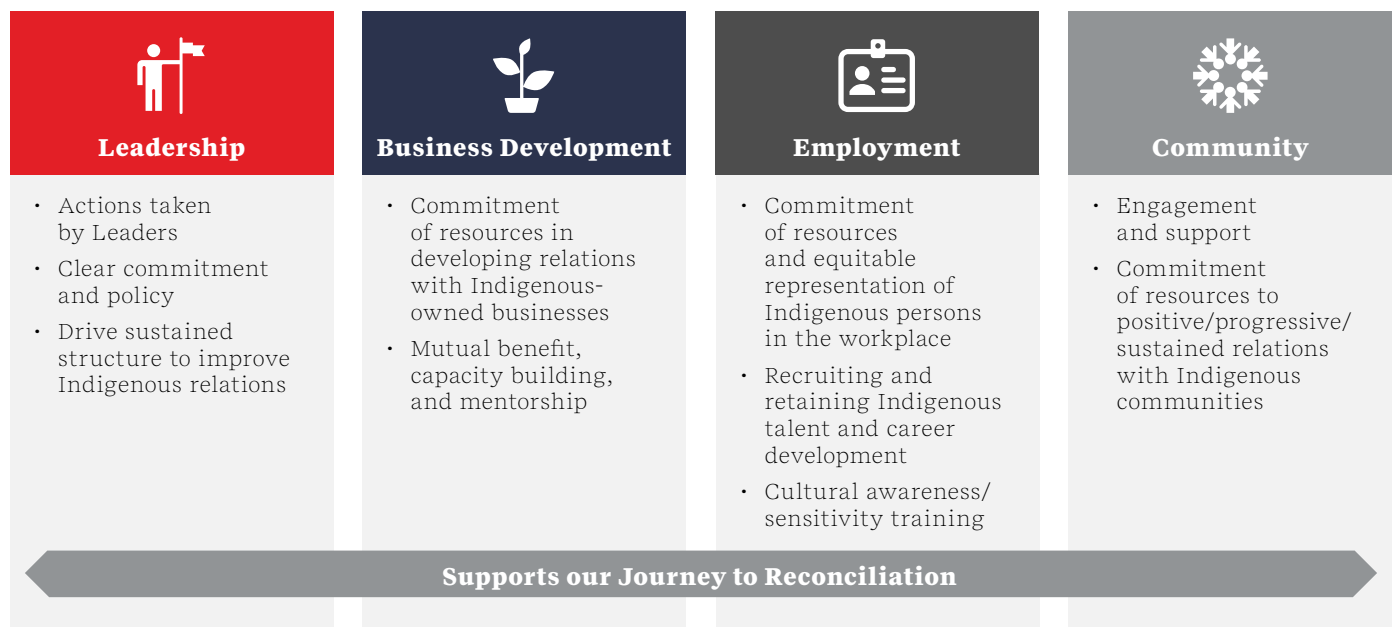 Leadership
• Actions taken
by Leaders
• Clear commitment
and policy
• Drive sustained
structure to improve
Indigenous relations
Business Development
• Commitment
of resources in
developing relations
with Indigenous-
owned businesses
• Mutual benefit,
capacity building,
and mentorship
Employment
• Commitment
of resources
and equitable
representation of
Indigenous persons
in the workplace
• Recruiting and
retaining Indigenous
talent and career
development
• Cultural awareness/
sensitivity training
Community
• Engagement
and support
• Commitment
of resources to
positive/progressive/
sustained relations
with Indigenous
communities
Supports our Journey to Reconciliation